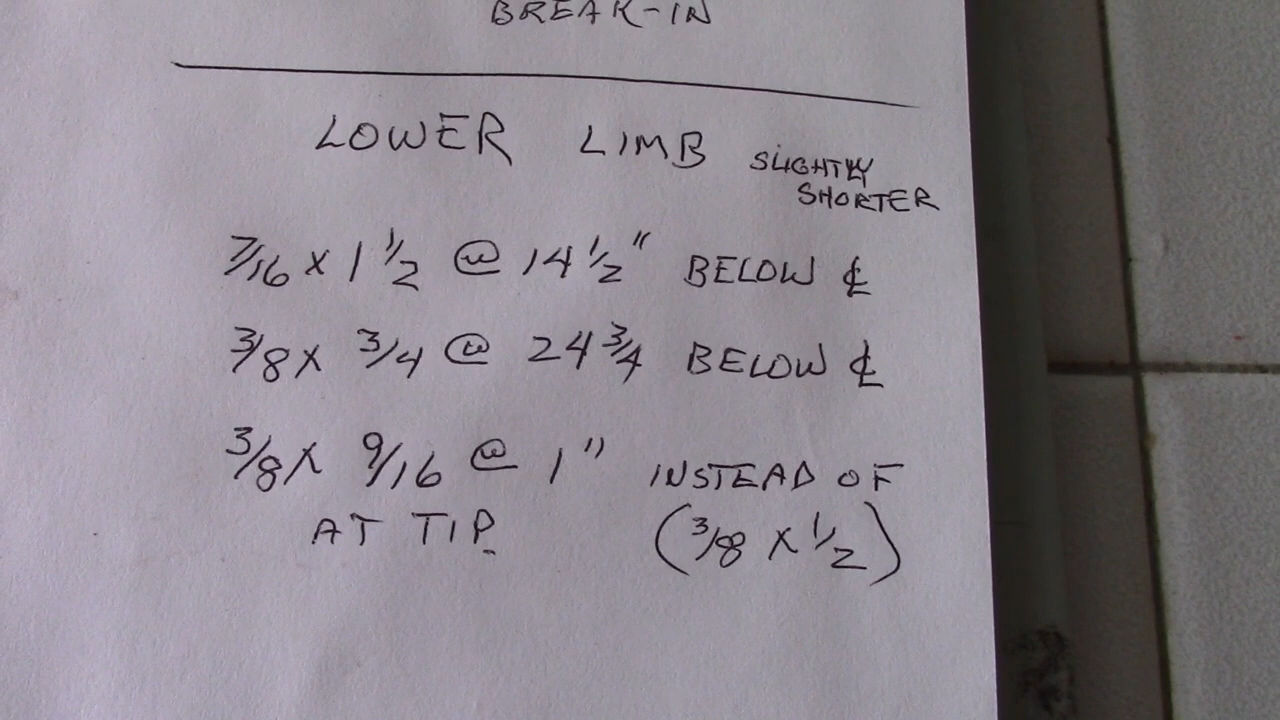 BREAK-IN
LOWER LIMB SLIGHTLY
SHORTER
7/16 x 1 1/2 @ 14 1/2" BELOW ℄
3/8 x 3/4 @ 24 3/4 BELOW ℄
3/8 x 9/16 @ 1" INSTEAD OF
AT TIP. (3/8 x 1/2)